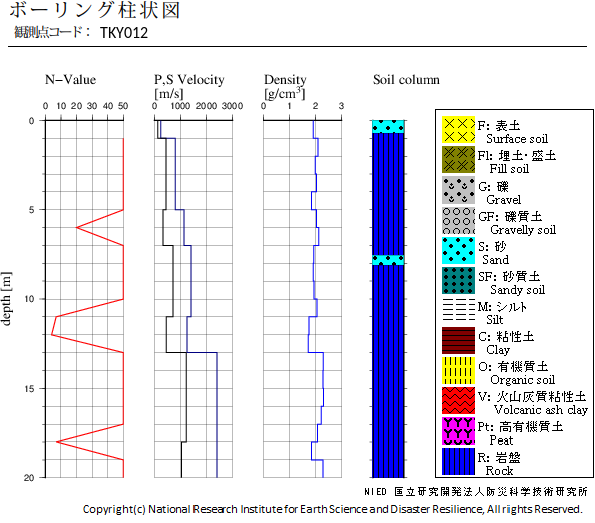 ボーリング柱状図
観測点コード： TKY012
N−Value
P,S Velocity
[m/s]
Density
[g/cm³]
Soil column
0 10 20 30 40 50
0 1000 2000 3000
0 1 2 3
0
5
10
15
20
depth [m]
F: 表土
Surface soil
Fl: 埋土・盛土
Fill soil
G: 礫
Gravel
GF: 礫質土
Gravelly soil
S: 砂
Sand
SF: 砂質土
Sandy soil
M: シルト
Silt
C: 粘性土
Clay
O: 有機質土
Organic soil
V: 火山灰質粘性土
Volcanic ash clay
Pt: 高有機質土
Peat
R: 岩盤
Rock
NIED 国立研究開発法人防災科学技術研究所
Copyright(c) National Research Institute for Earth Science and Disaster Resilience, All rights Reserved.